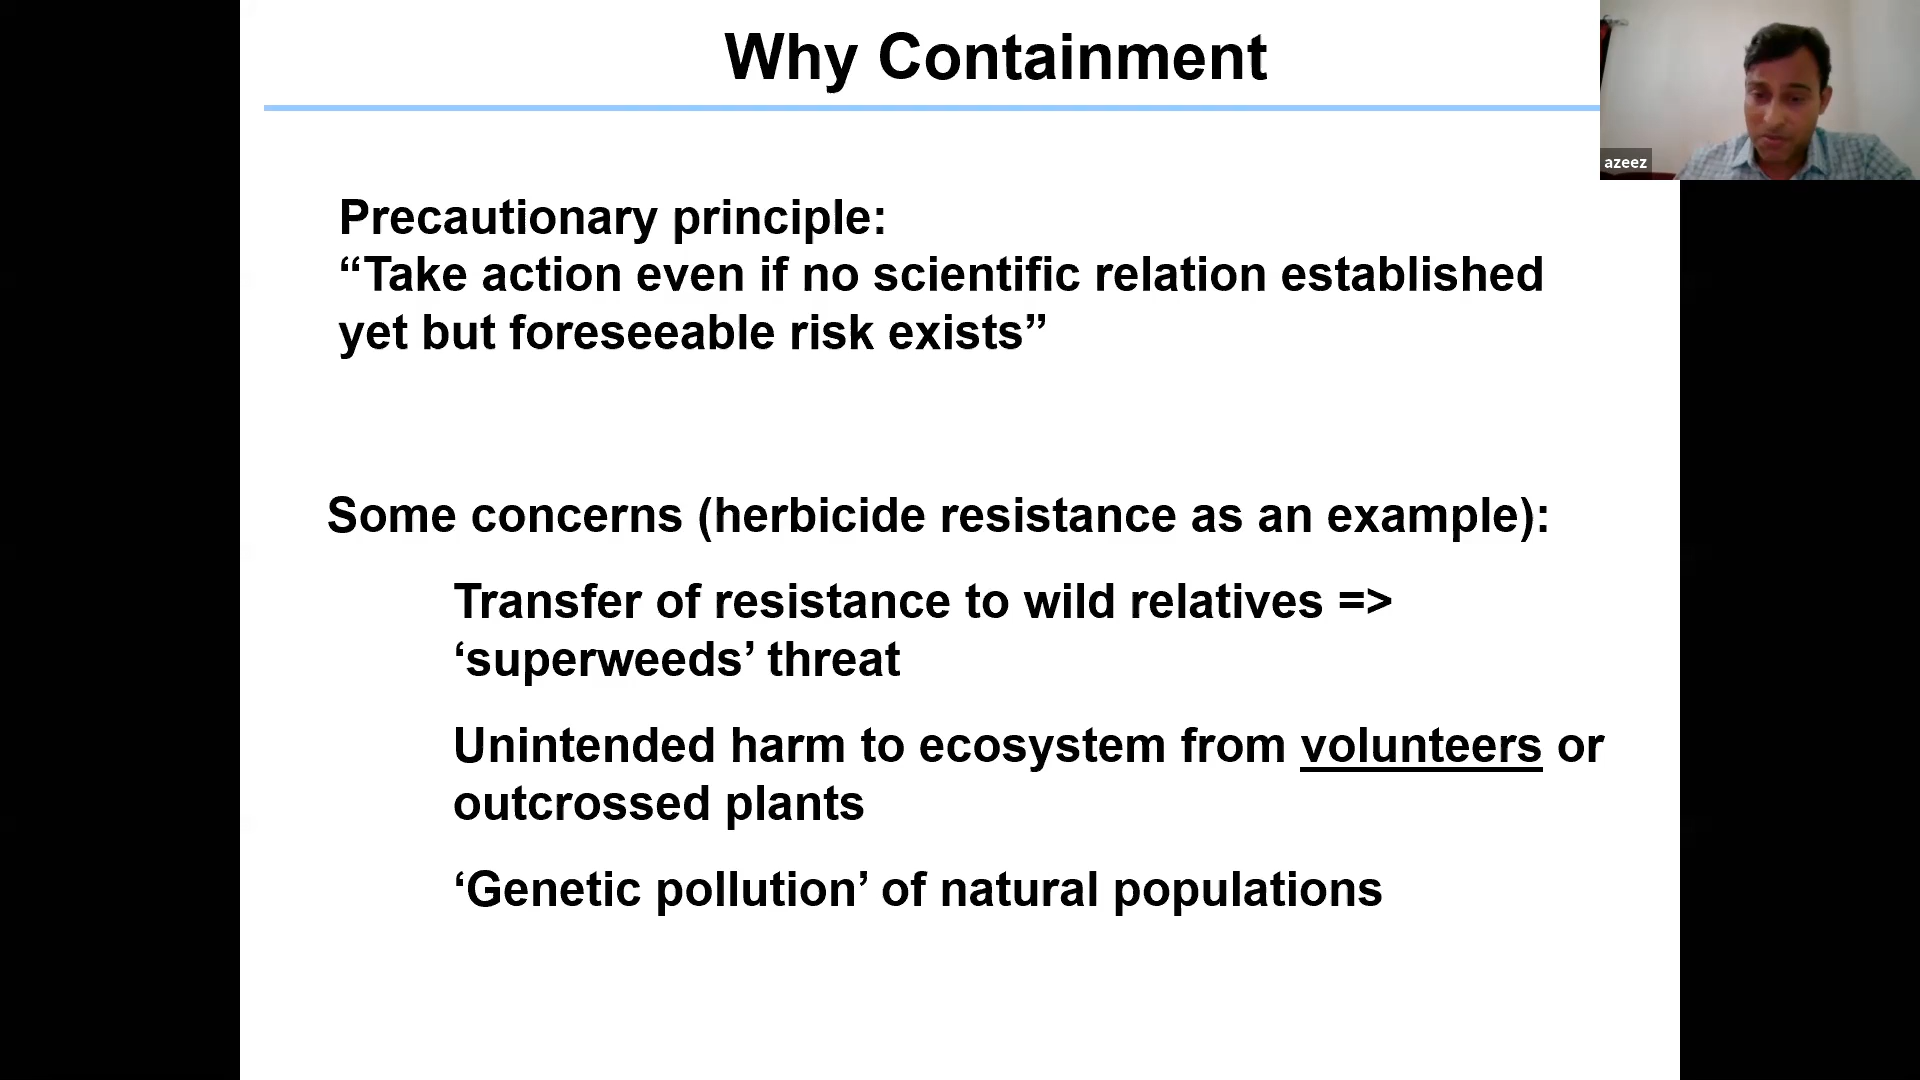 Why Containment
azeez
Precautionary principle:
“Take action even if no scientific relation established
yet but foreseeable risk exists”
Some concerns (herbicide resistance as an example):
Transfer of resistance to wild relatives =>
‘superweeds’ threat
Unintended harm to ecosystem from volunteers or
outcrossed plants
‘Genetic pollution’ of natural populations